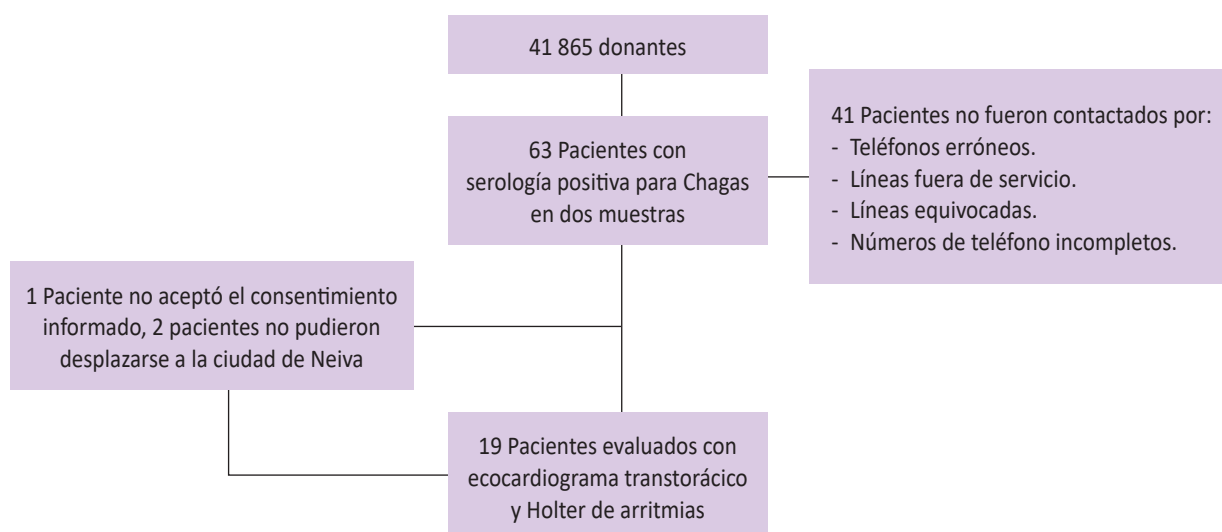 41 865 donantes
63 Pacientes con
serología positiva para Chagas
en dos muestras
41 Pacientes no fueron contactados por:
- Teléfonos erróneos.
- Líneas fuera de servicio.
- Líneas equivocadas.
- Números de teléfono incompletos.
1 Paciente no aceptó el consentimiento
informado, 2 pacientes no pudieron
desplazarse a la ciudad de Neiva
19 Pacientes evaluados con
ecocardiograma transtorácico
y Holter de arritmias